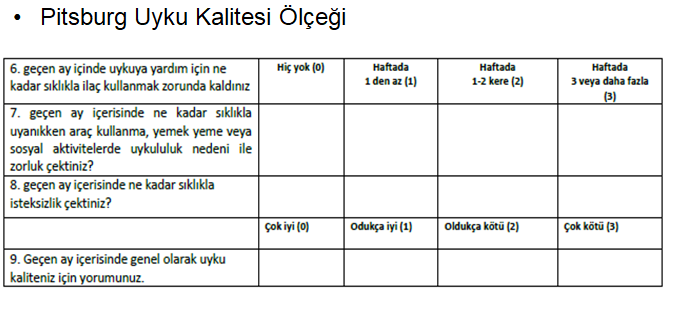 • Pitsburg Uyku Kalitesi Ölçeği
6. geçen ay içinde uykuya yardım için ne
kadar sıklıkla ilaç kullanmak zorunda kaldınız
Hiç yok (0)
Haftada
1 den az (1)
Haftada
1-2 kere (2)
Haftada
3 veya daha fazla
(3)
7. geçen ay içerisinde ne kadar sıklıkla
uyanıkken araç kullanma, yemek yeme veya
sosyal aktivitelerde uykululuk nedeni ile
zorluk çektiniz?
8. geçen ay içerisinde ne kadar sıklıkla
isteksizlik çektiniz?
Çok iyi (0)
Odukça iyi (1)
Oldukça kötü (2)
Çok kötü (3)
9. Geçen ay içerisinde genel olarak uyku
kaliteniz için yorumunuz.